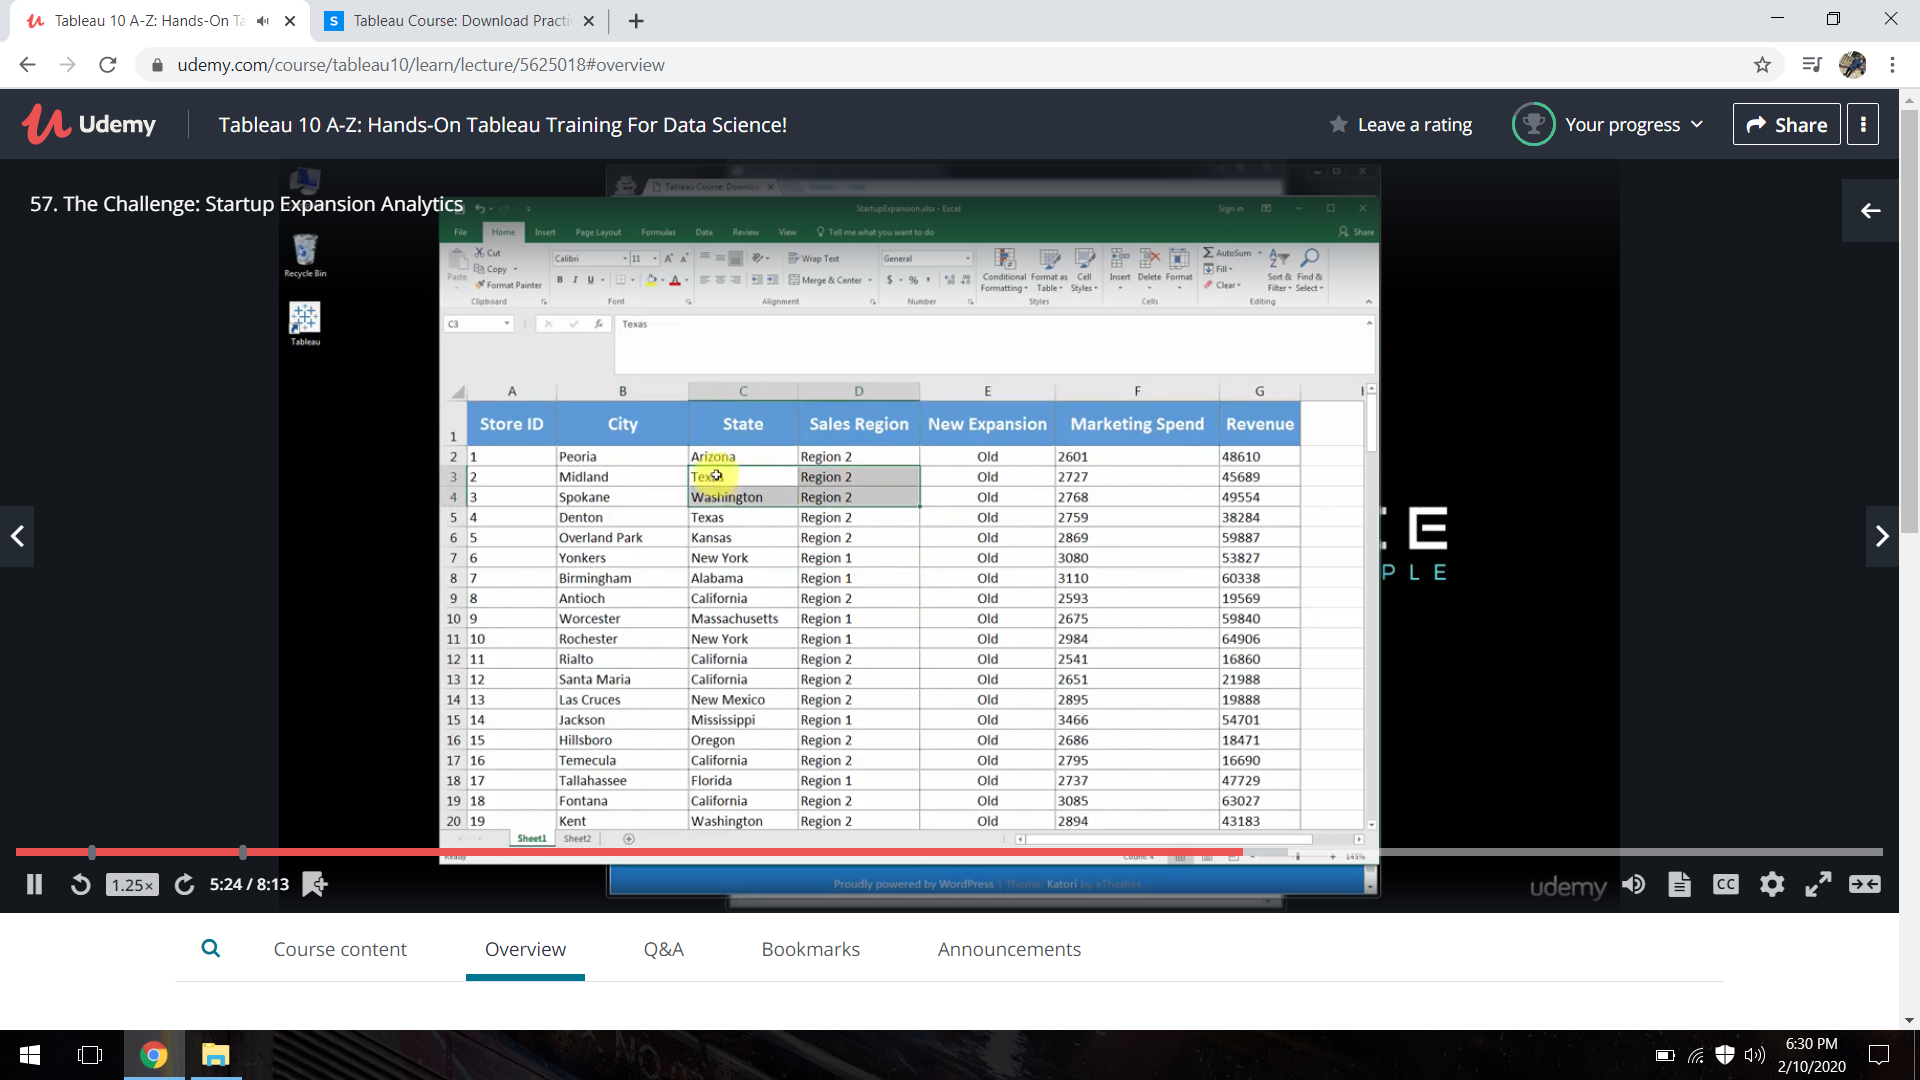 Tableau 10 A-Z: Hands-On Ta
S Tableau Course: Download Practi
udemy.com/course/tableau10/learn/lecture/5625018#overview
Udemy
Tableau 10 A-Z: Hands-On Tableau Training For Data Science!
Leave a rating
Your progress
Share
57. The Challenge: Startup Expansion Analytics
Tableau Course: Downlo
StartupExpansion.xlsx - Excel
Sign in
File Home Insert Page Layout Formulas Data Review View Tell me what you want to do Share
Paste
Cut
Copy
Format Painter
Clipboard
Calibri 11
B I U
Font
Wrap Text
Merge & Center
Alignment
General
$ % ,
Number
Conditional Formatting
Format as Table
Cell Styles
Styles
Insert Delete Format
Cells
AutoSum
Fill
Clear
Sort & Filter
Find & Select
Editing
Recycle Bin
Tableau
C3 fx Texas
A B C D E F G
1 Store ID City State Sales Region New Expansion Marketing Spend Revenue
2 1 Peoria Arizona Region 2 Old 2601 48610
3 2 Midland Texas Region 2 Old 2727 45689
4 3 Spokane Washington Region 2 Old 2768 49554
5 4 Denton Texas Region 2 Old 2759 38284
6 5 Overland Park Kansas Region 2 Old 2869 59887
7 6 Yonkers New York Region 1 Old 3080 53827
8 7 Birmingham Alabama Region 1 Old 3110 60338
9 8 Antioch California Region 2 Old 2593 19569
10 9 Worcester Massachusetts Region 1 Old 2675 59840
11 10 Rochester New York Region 1 Old 2984 64906
12 11 Rialto California Region 2 Old 2541 16860
13 12 Santa Maria California Region 2 Old 2651 21988
14 13 Las Cruces New Mexico Region 2 Old 2895 19888
15 14 Jackson Mississippi Region 1 Old 3466 54701
16 15 Hillsboro Oregon Region 2 Old 2686 18471
17 16 Temecula California Region 2 Old 2795 16690
18 17 Tallahassee Florida Region 1 Old 2737 47729
19 18 Fontana California Region 2 Old 3085 63027
20 19 Kent Washington Region 2 Old 2894 43183
E
PLE
Sheet1 Sheet2
Ready
Count: 4
145%
Proudly powered by WordPress | Theme: Katori by aThemes
1.25×
5:24 / 8:13
udemy
CC
Course content
Overview
Q&A
Bookmarks
Announcements
6:30 PM
2/10/2020